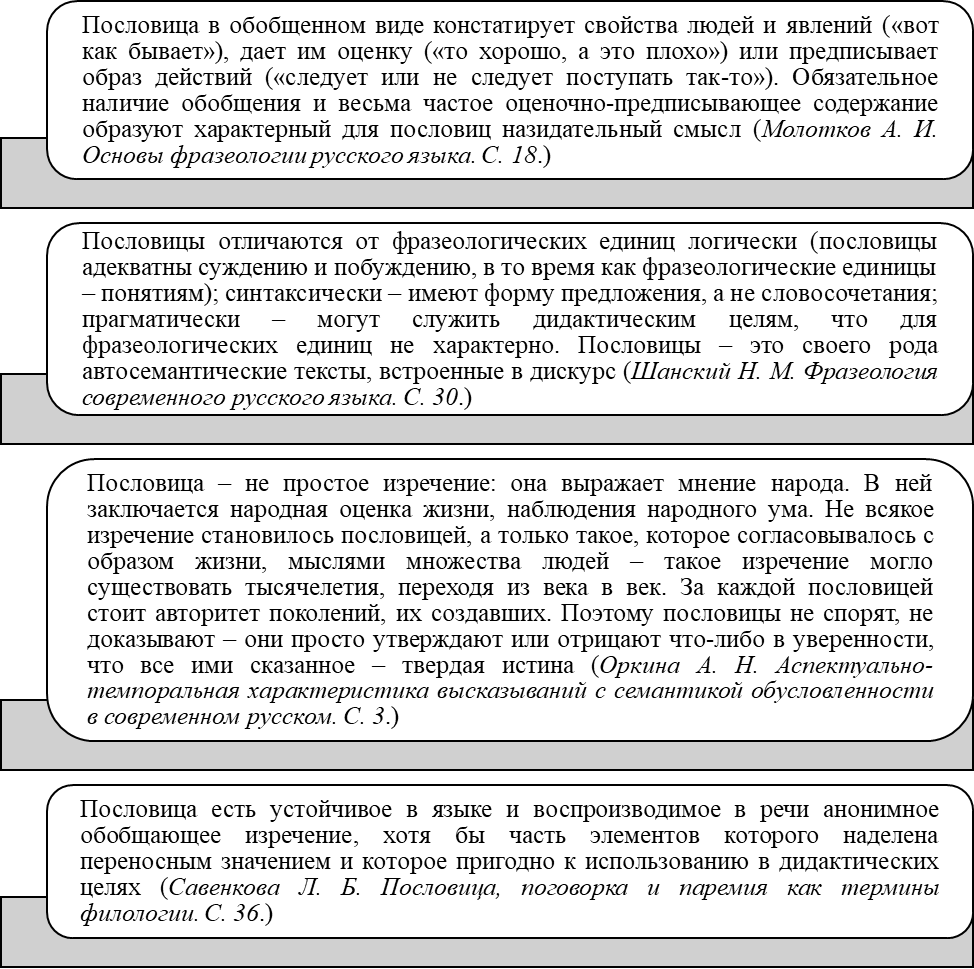 Пословица в обобщенном виде констатирует свойства людей и явлений («вот
как бывает»), дает им оценку («то хорошо, а это плохо») или предписывает
образ действий («следует или не следует поступать так-то»). Обязательное
наличие обобщения и весьма частое оценочно-предписывающее содержание
образуют характерный для пословиц назидательный смысл (Молотков А. И.
Основы фразеологии русского языка. С. 18.)
Пословицы отличаются от фразеологических единиц логически (пословицы
адекватны суждению и побуждению, в то время как фразеологические единицы
– понятиям); синтаксически – имеют форму предложения, а не словосочетания;
прагматически – могут служить дидактическим целям, что для
фразеологических единиц не характерно. Пословицы – это своего рода
автосемантические тексты, встроенные в дискурс (Шанский Н. М. Фразеология
современного русского языка. С. 30.)
Пословица – не простое изречение: она выражает мнение народа. В ней
заключается народная оценка жизни, наблюдения народного ума. Не всякое
изречение становилось пословицей, а только такое, которое согласовывалось с
образом жизни, мыслями множества людей – такое изречение могло
существовать тысячелетия, переходя из века в век. За каждой пословицей
стоит авторитет поколений, их создавших. Поэтому пословицы не спорят, не
доказывают – они просто утверждают или отрицают что-либо в уверенности,
что все ими сказанное – твердая истина (Оркина А. Н. Аспектуально-
темпоральная характеристика высказываний с семантикой обусловленности
в современном русском. С. 3.)
Пословица есть устойчивое в языке и воспроизводимое в речи анонимное
обобщающее изречение, хотя бы часть элементов которого наделена
переносным значением и которое пригодно к использованию в дидактических
целях (Савенкова Л. Б. Пословица, поговорка и паремия как термины
филологии. С. 36.)